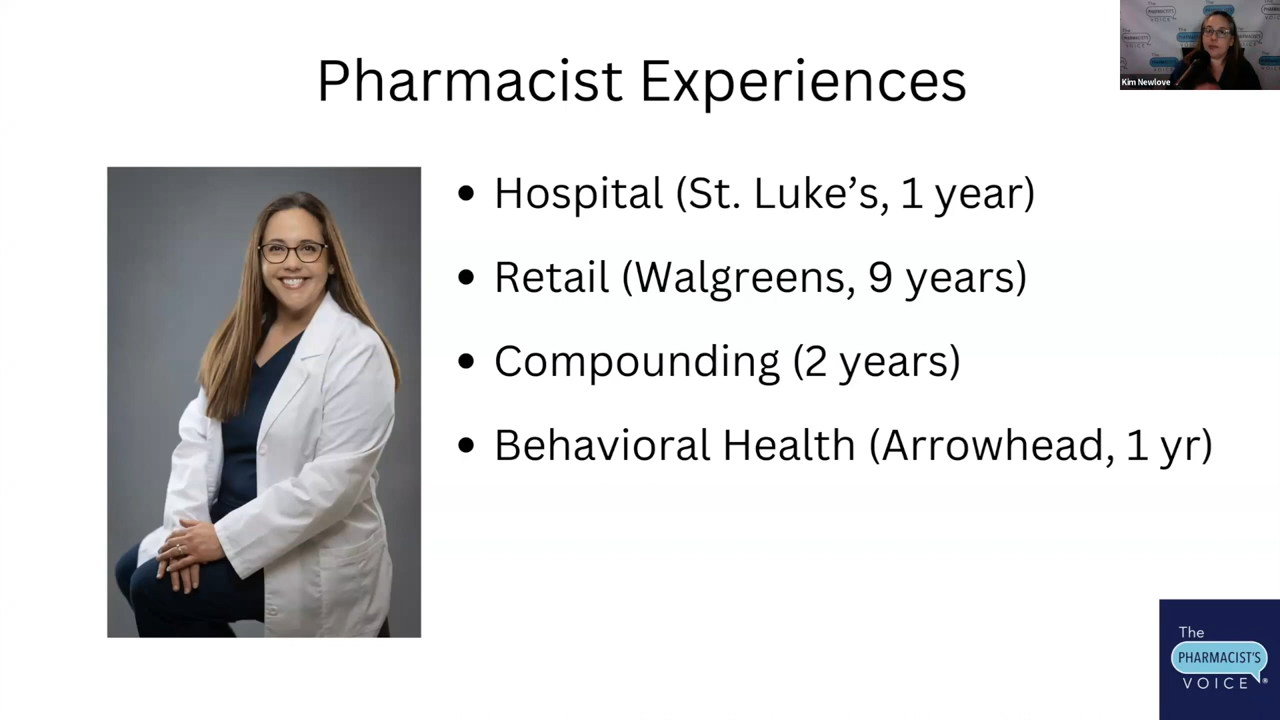 Pharmacist Experiences
• Hospital (St. Luke’s, 1 year)
• Retail (Walgreens, 9 years)
• Compounding (2 years)
• Behavioral Health (Arrowhead, 1 yr)
Kim Newlove
The
PHARMACIST'S
VOICE®